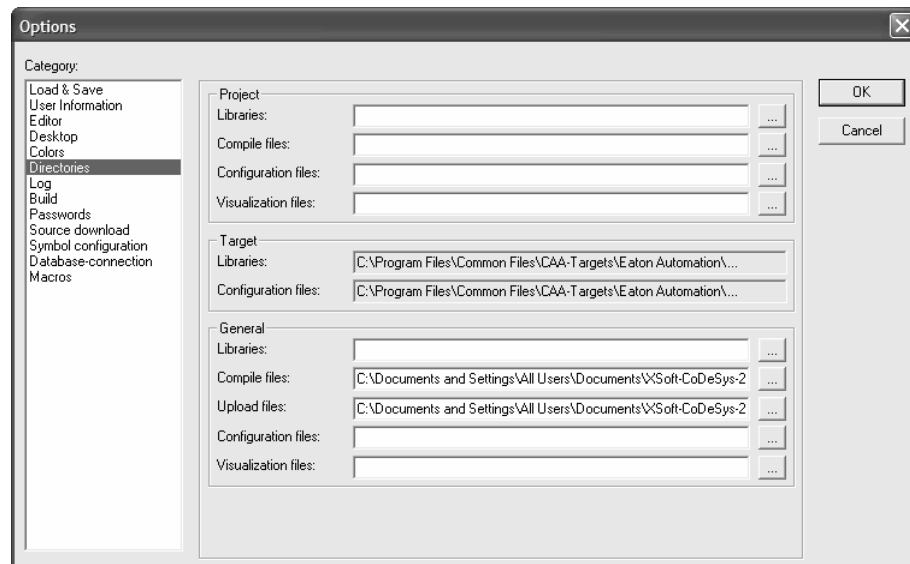 Options
Category:
Load & Save
User Information
Editor
Desktop
Colors
Directories
Log
Build
Passwords
Source download
Symbol configuration
Database-connection
Macros
Project
Libraries:
...
Compile files:
...
Configuration files:
...
Visualization files:
...
Target
Libraries:
C:\Program Files\Common Files\CAA-Targets\Eaton Automation\...
Configuration files:
C:\Program Files\Common Files\CAA-Targets\Eaton Automation\...
General
Libraries:
...
Compile files:
C:\Documents and Settings\All Users\Documents\XSoft-CoDeSys-2
...
Upload files:
C:\Documents and Settings\All Users\Documents\XSoft-CoDeSys-2
...
Configuration files:
...
Visualization files:
...
OK
Cancel